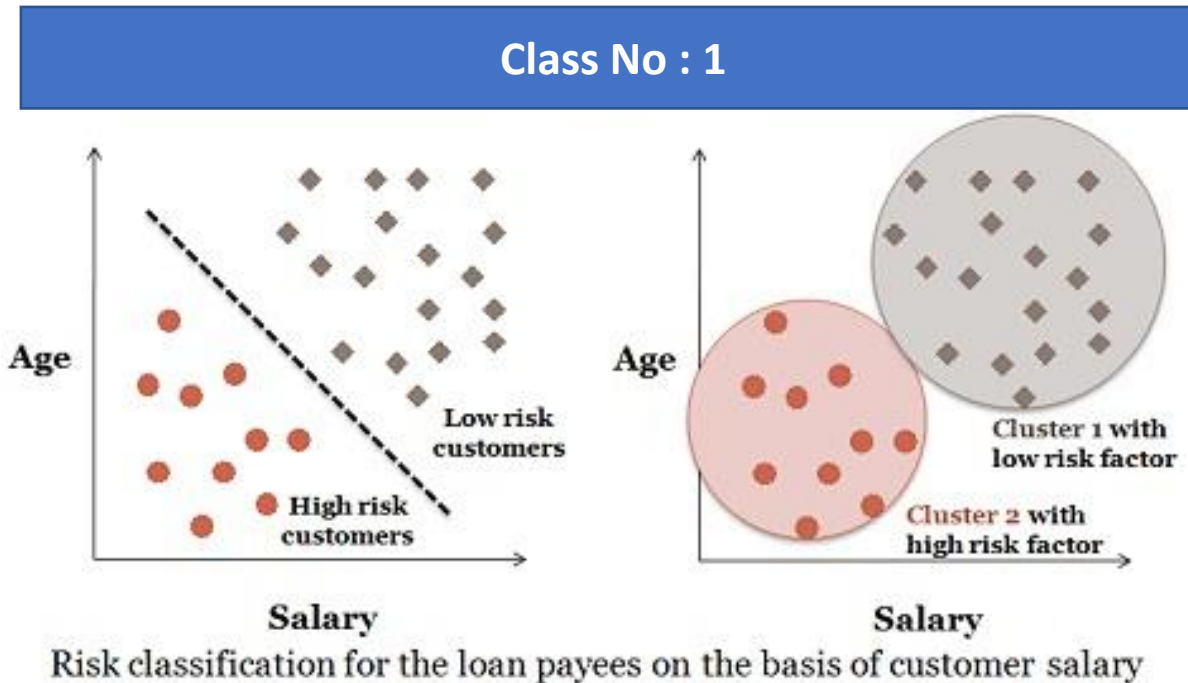 Class No : 1
Age
Low risk
customers
High risk
customers
Salary
Age
Cluster 1 with
low risk factor
Cluster 2 with
high risk factor
Salary
Risk classification for the loan payees on the basis of customer salary